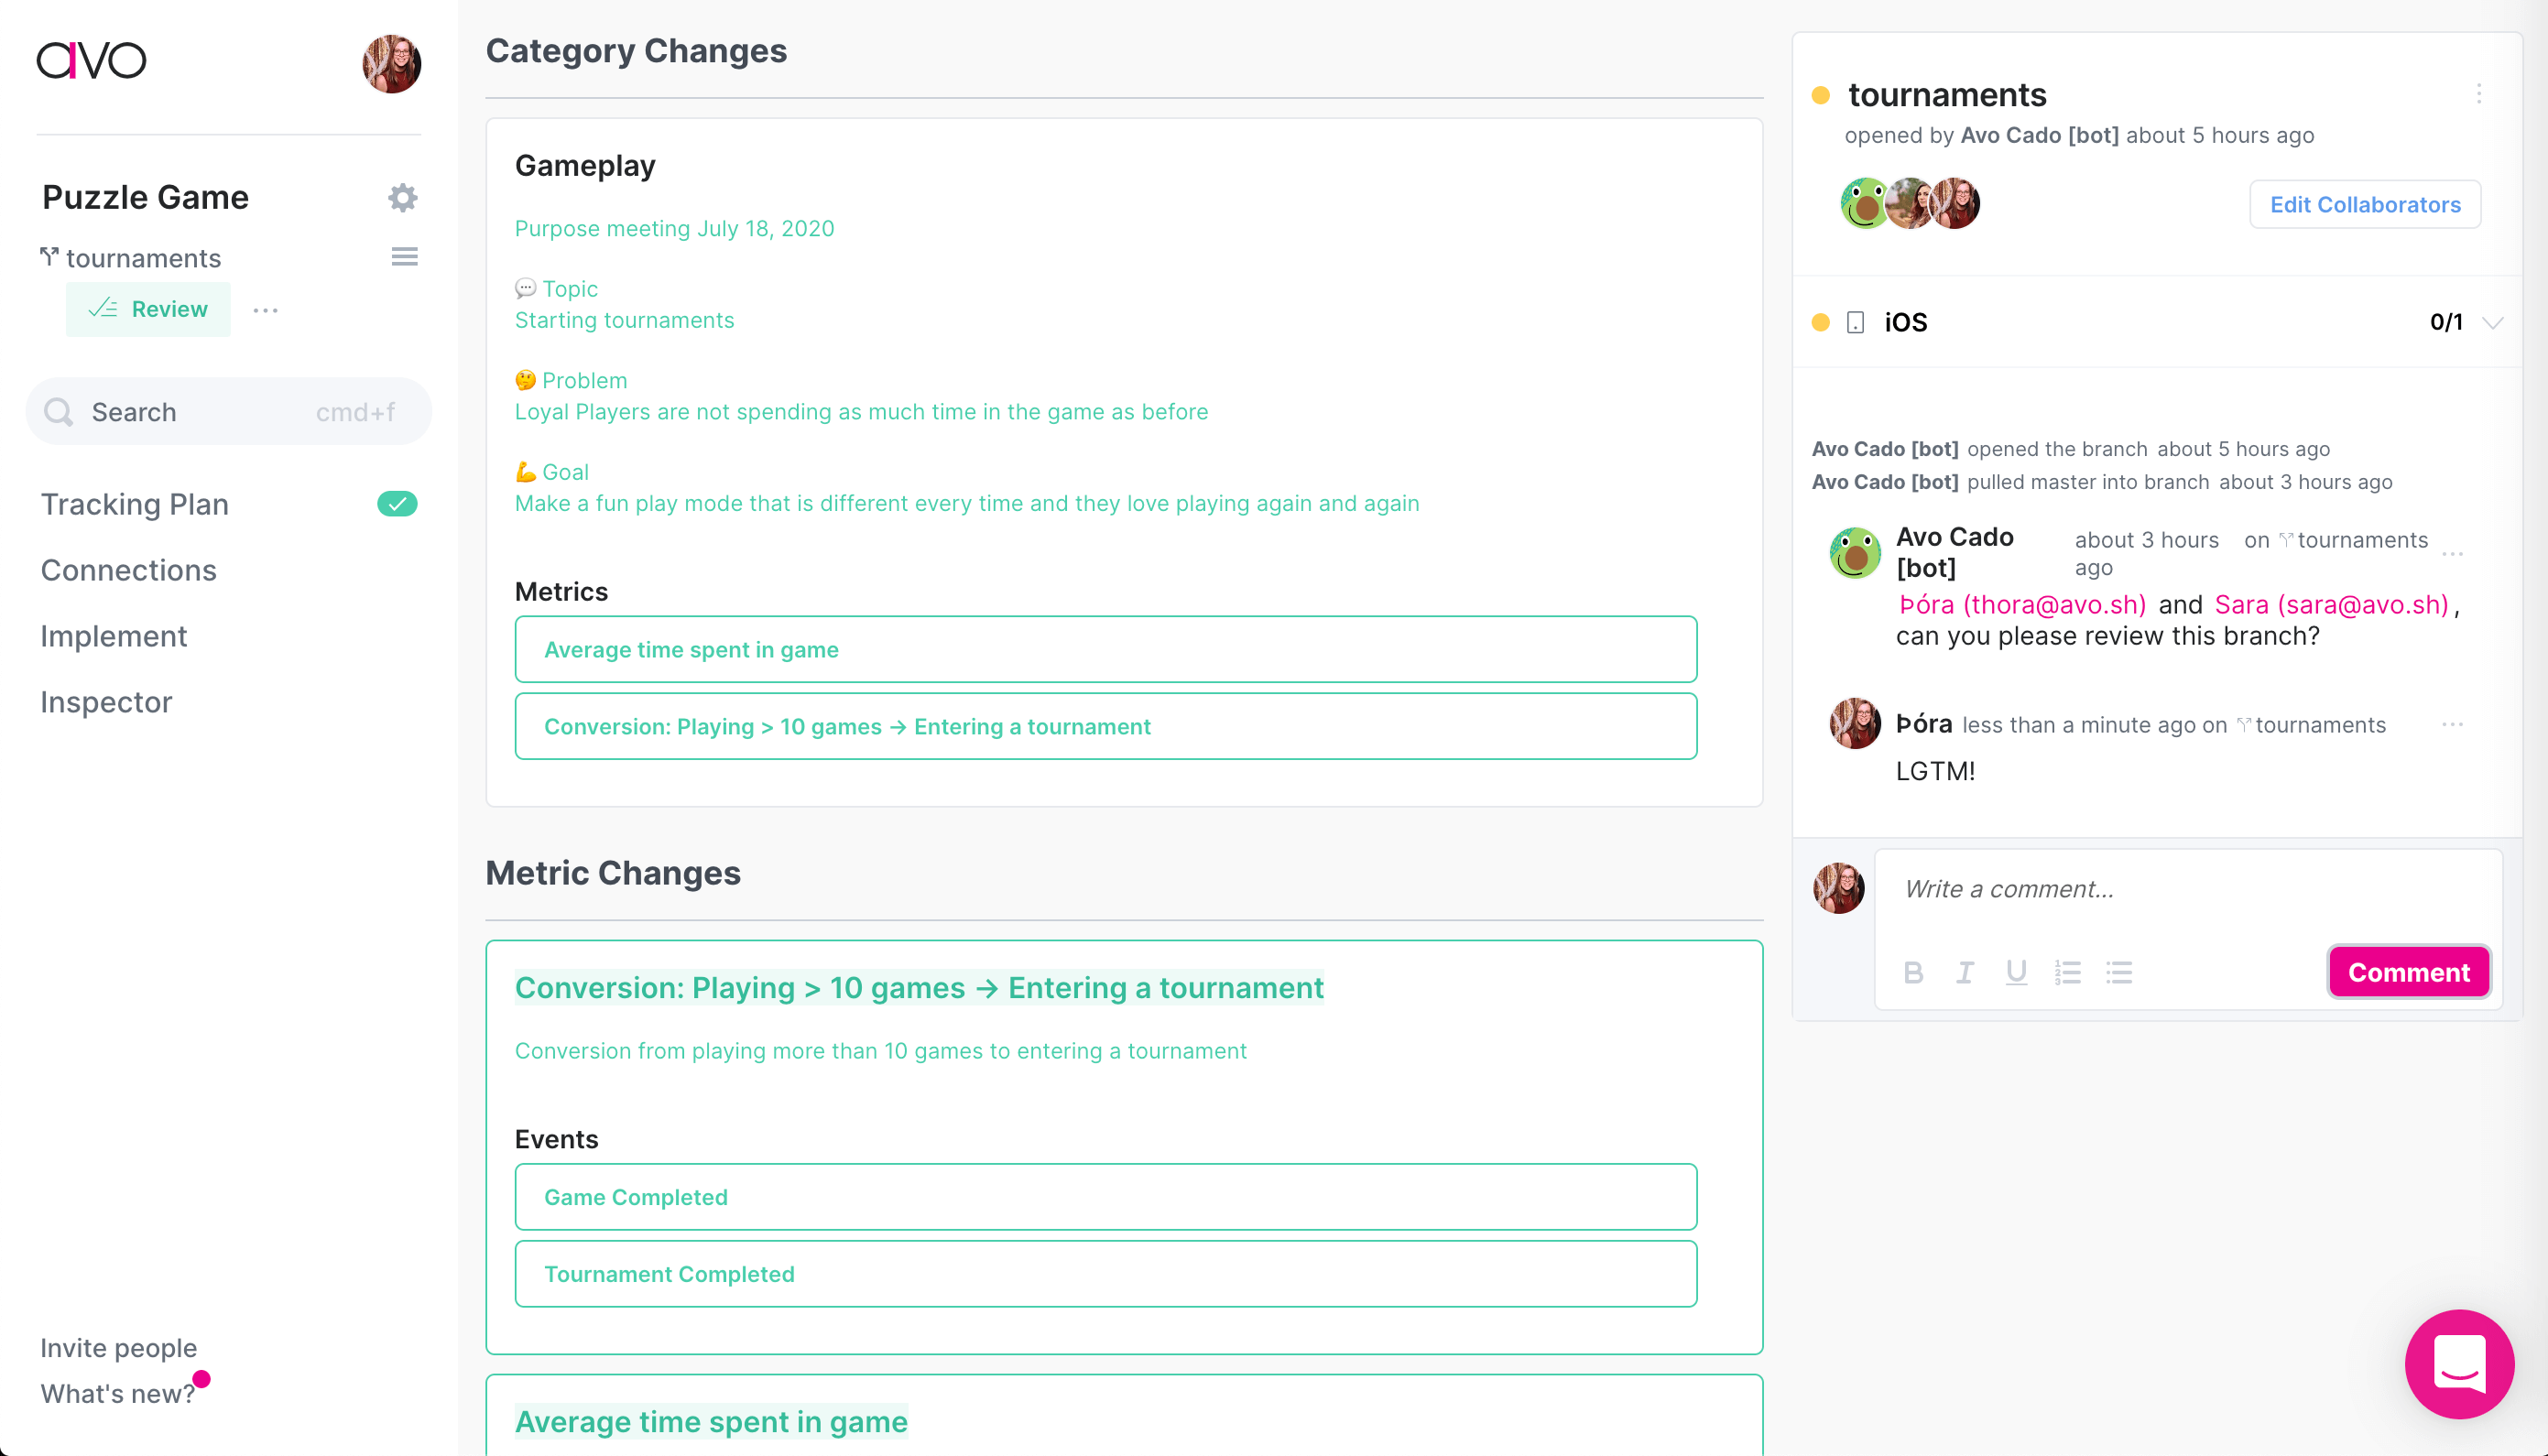 avo
Puzzle Game
tournaments
Review
Search cmd+f
Tracking Plan
Connections
Implement
Inspector
Invite people
What's new?
Category Changes
Gameplay
Purpose meeting July 18, 2020
💬 Topic
Starting tournaments
🤔 Problem
Loyal Players are not spending as much time in the game as before
💪 Goal
Make a fun play mode that is different every time and they love playing again and again
Metrics
Average time spent in game
Conversion: Playing > 10 games → Entering a tournament
Metric Changes
Conversion: Playing > 10 games → Entering a tournament
Conversion from playing more than 10 games to entering a tournament
Events
Game Completed
Tournament Completed
Average time spent in game
tournaments
opened by Avo Cado [bot] about 5 hours ago
Edit Collaborators
iOS 0/1
Avo Cado [bot] opened the branch about 5 hours ago
Avo Cado [bot] pulled master into branch about 3 hours ago
Avo Cado [bot] about 3 hours ago on tournaments
Þóra (thora@avo.sh) and Sara (sara@avo.sh),
can you please review this branch?
Þóra less than a minute ago on tournaments
LGTM!
Write a comment...
B I U
Comment